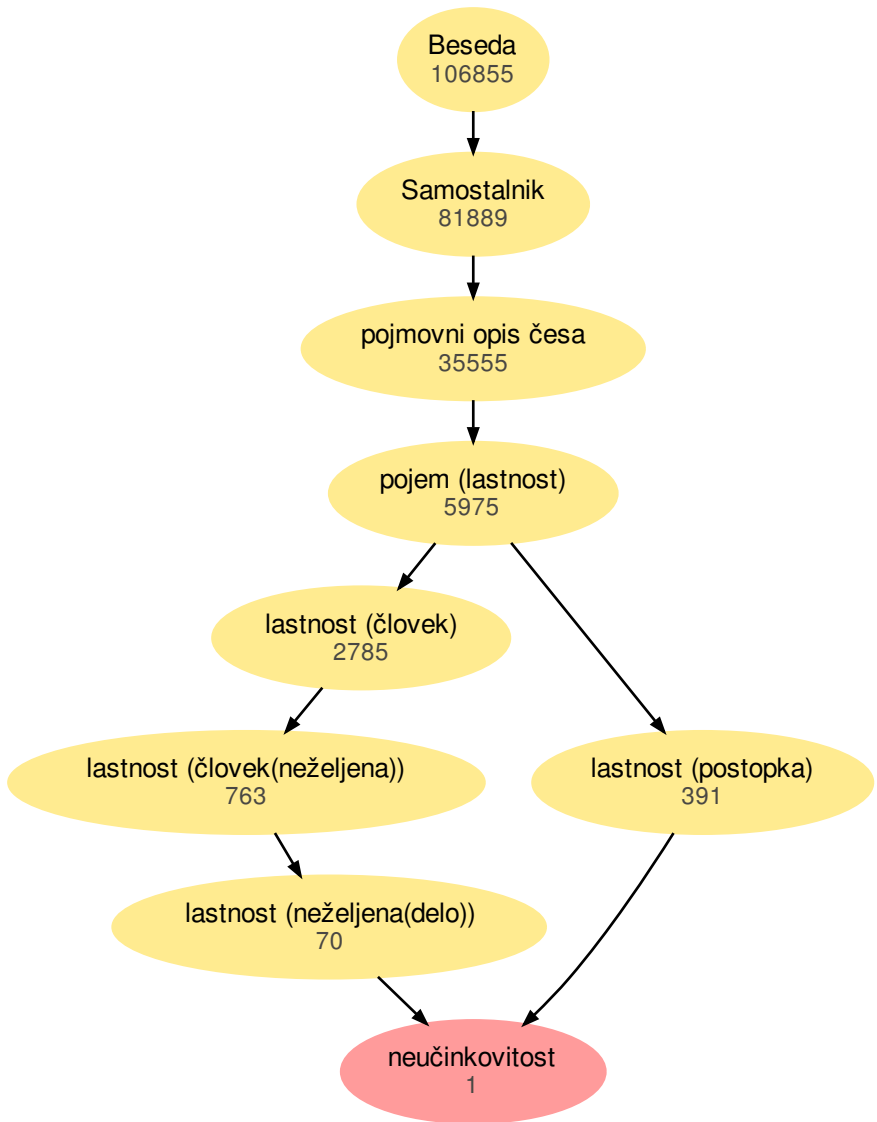 Beseda
106855
Samostalnik
81889
pojmovni opis česa
35555
pojem (lastnost)
5975
lastnost (človek)
2785
lastnost (človek(neželjena))
763
lastnost (postopka)
391
lastnost (neželjena(delo))
70
neučinkovitost
1